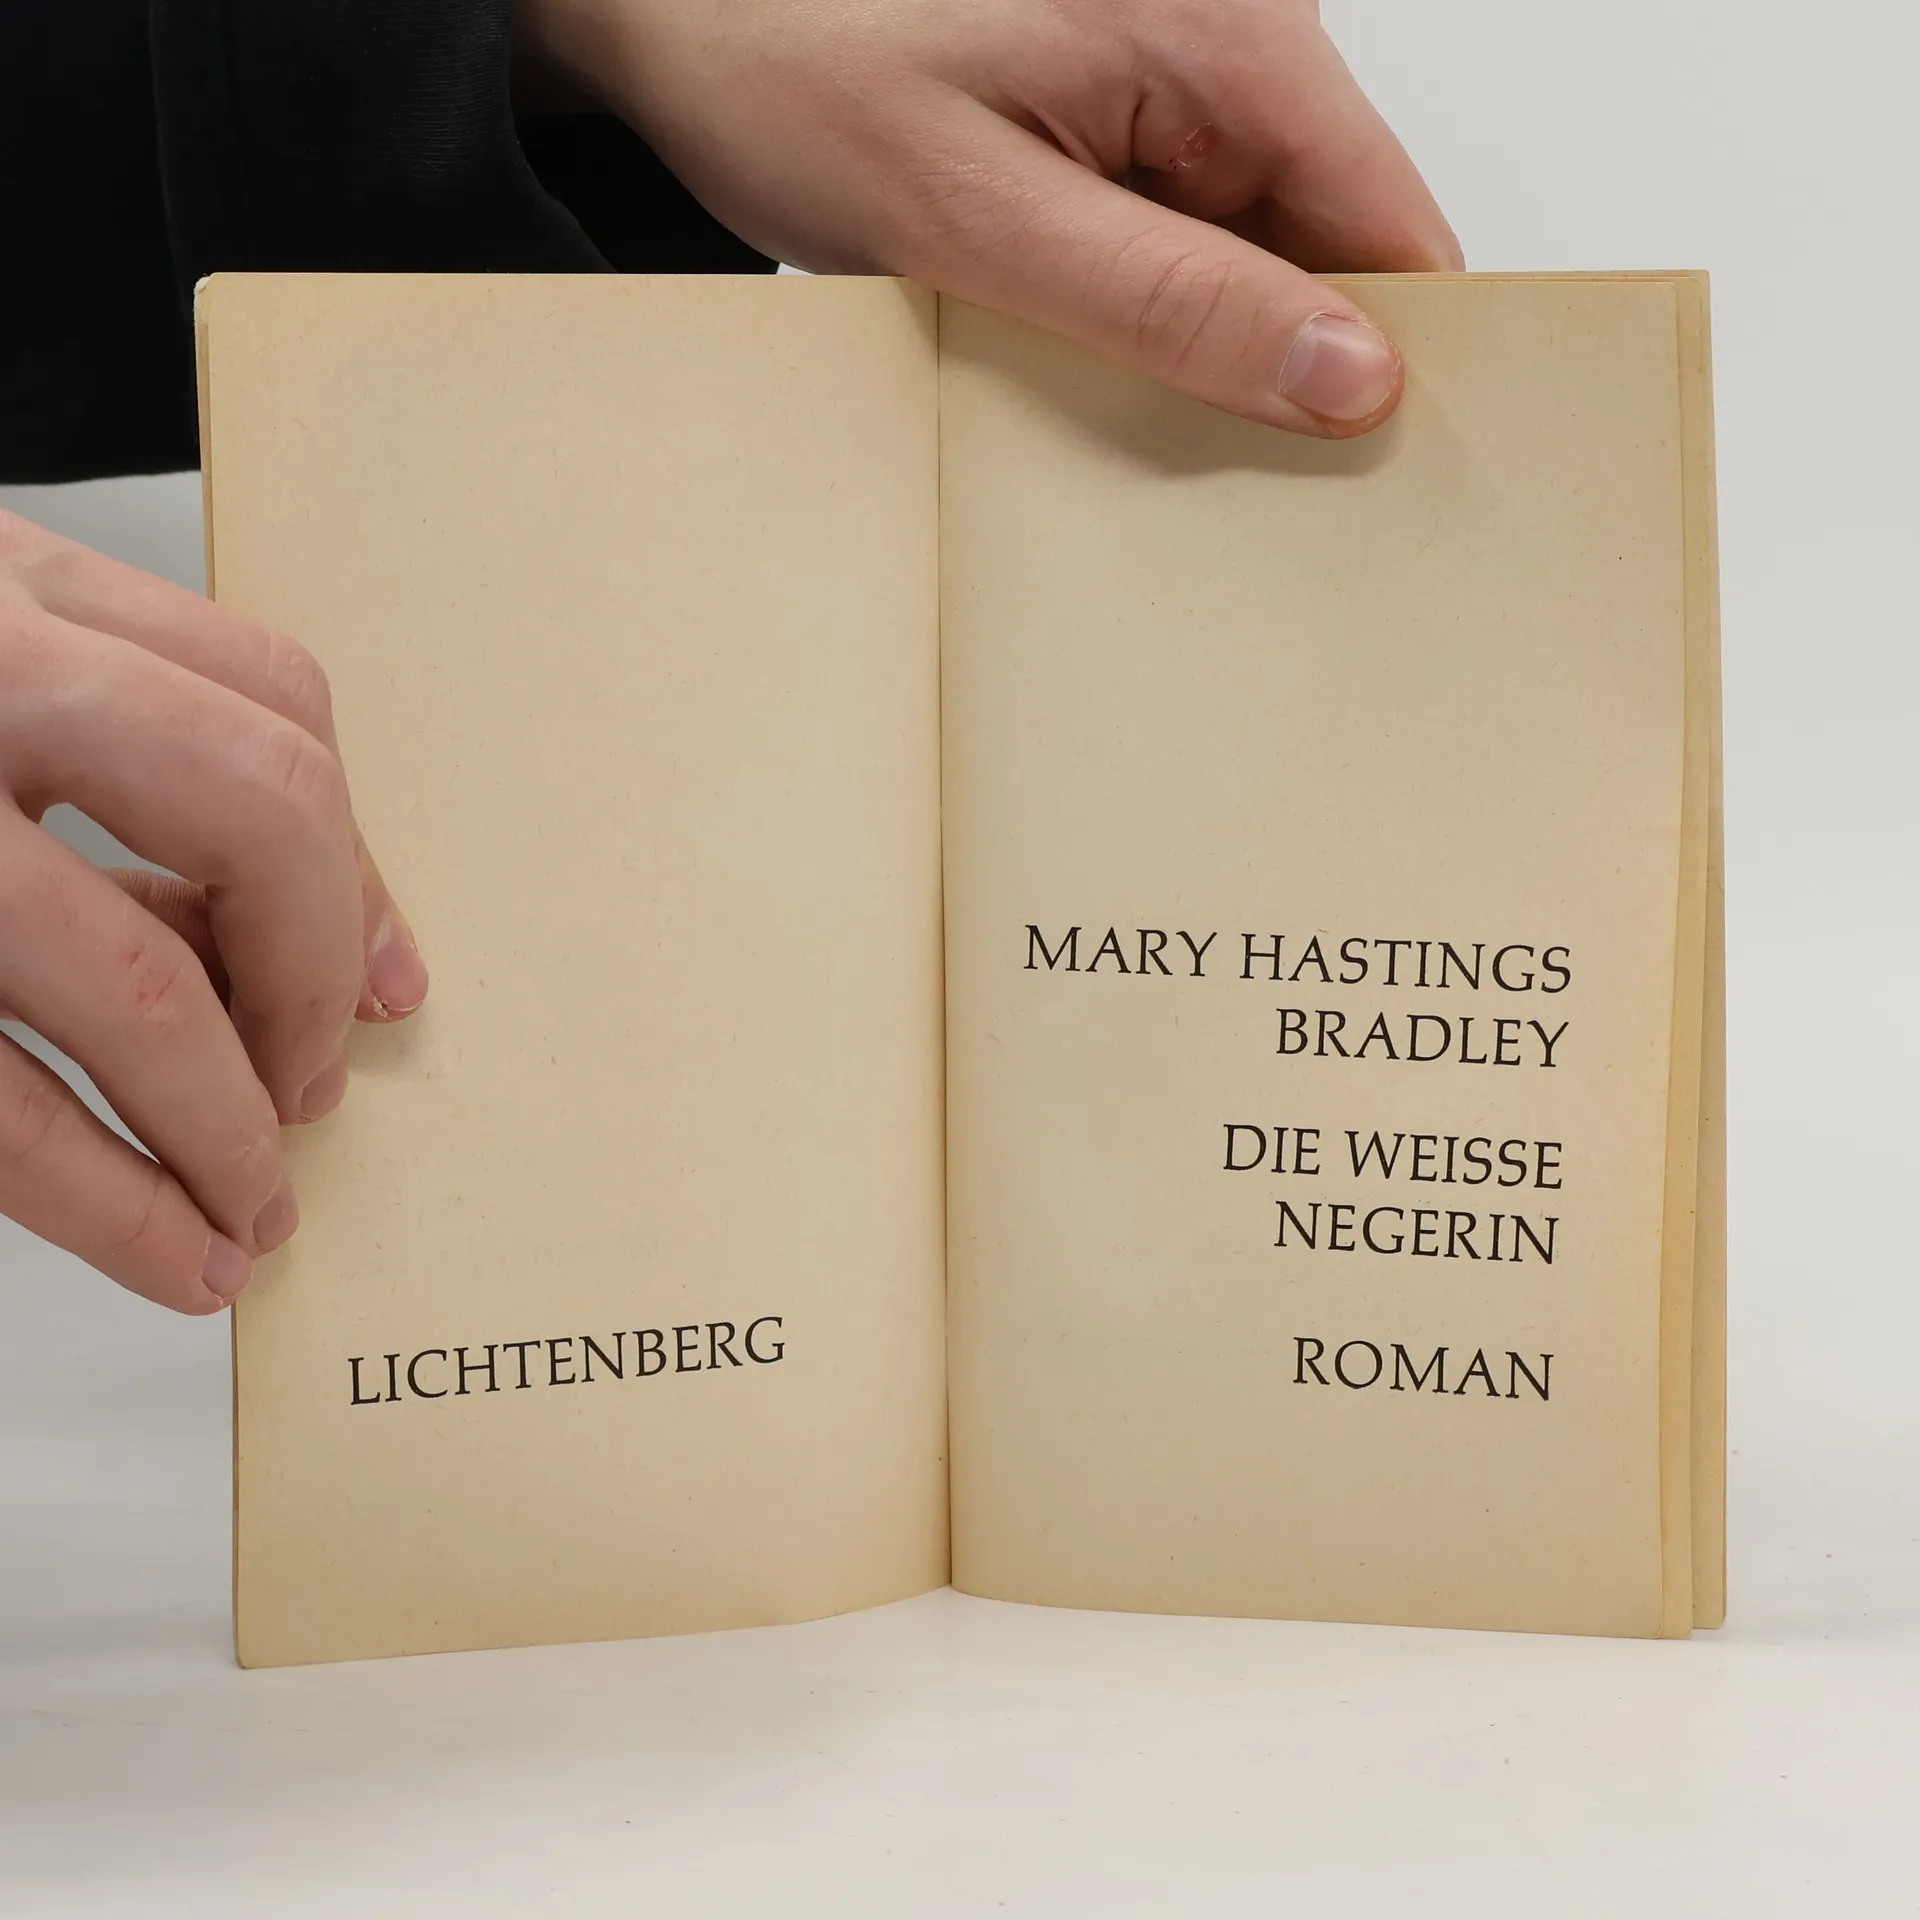 LICHTENBERG
MARY HASTINGS
BRADLEY
DIE WEISSE
NEGERIN
ROMAN